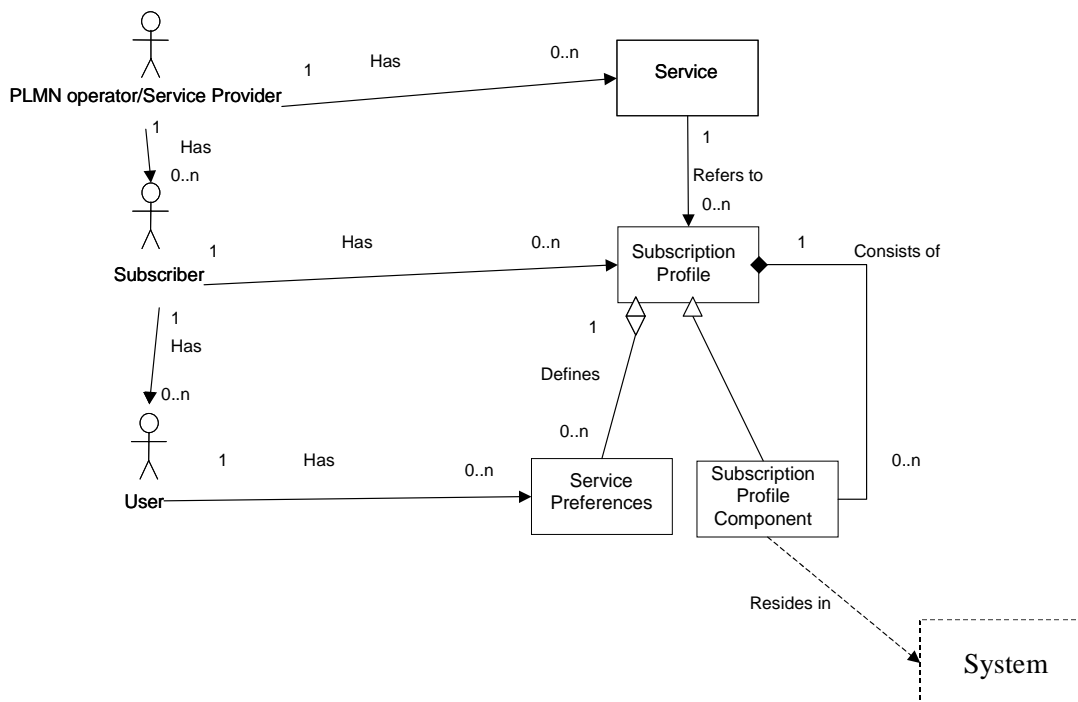 Has
0..n
1
Service
PLMN operator/Service Provider
1
Has
0..n
1
Refers to
0..n
Has
0..n
1
Subscription
Profile
1
Consists of
Subscriber
1
Has
0..n
1
Defines
0..n
1
Has
0..n
User
Service
Preferences
Subscription
Profile
Component
0..n
Resides in
System